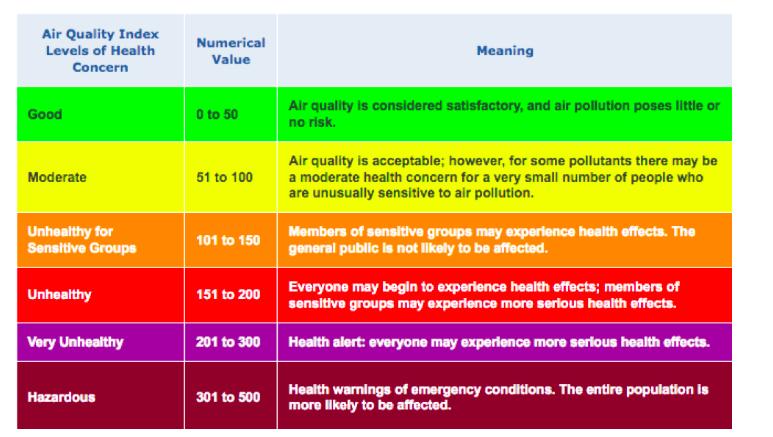 Air Quality Index
Levels of Health
Concern
Numerical
Value
Meaning
Good
0 to 50
Air quality is considered satisfactory, and air pollution poses little or
no risk.
Moderate
51 to 100
Air quality is acceptable; however, for some pollutants there may be
a moderate health concern for a very small number of people who
are unusually sensitive to air pollution.
Unhealthy for
Sensitive Groups
101 to 150
Members of sensitive groups may experience health effects. The
general public is not likely to be affected.
Unhealthy
151 to 200
Everyone may begin to experience health effects; members of
sensitive groups may experience more serious health effects.
Very Unhealthy
201 to 300
Health alert: everyone may experience more serious health effects.
Hazardous
301 to 500
Health warnings of emergency conditions. The entire population is
more likely to be affected.